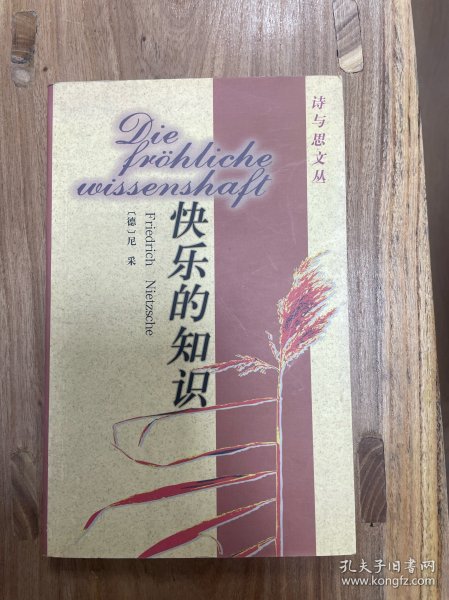 诗与思文丛
Die
fröhliche
wissenshaft
快乐的知识
Friedrich Nietzsche
〔德〕尼采
孔夫子旧书网
www.kongfz.com